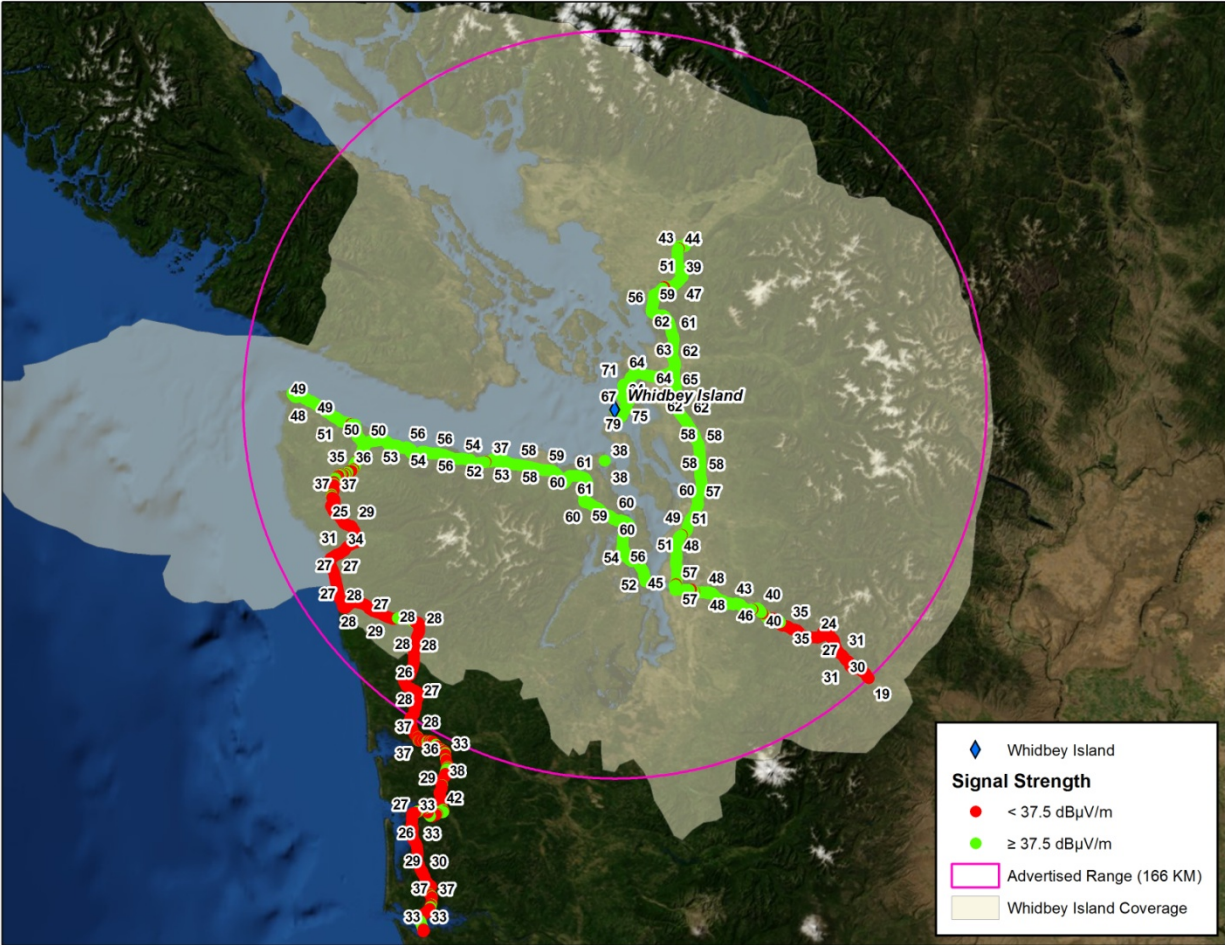 43 44
51 39
56 59 47
62 61
63 62
71 64
64 65
67
Whidbey Island
62 62
79 75
49
48 49
58 58
51 50 50 56 56 54 37 58 59
35 36 53 54 56 52 53 58 60 61
38
38
58 58
37 37
61
60 57
25 29
60 59 60
49 51
31 34
60
51 48
27 27
54 56
52 45
57 48 43 40
57 48 46 40 35
27 28 27 28 28
28 29
35 24 31
28 28
27 30
26
31
28 27
19
28
37 33
37 36
29 38
42
27 33
26 33
29 30
37 37
33 33
Whidbey Island
Signal Strength
< 37.5 dBµV/m
≥ 37.5 dBµV/m
Advertised Range (166 KM)
Whidbey Island Coverage